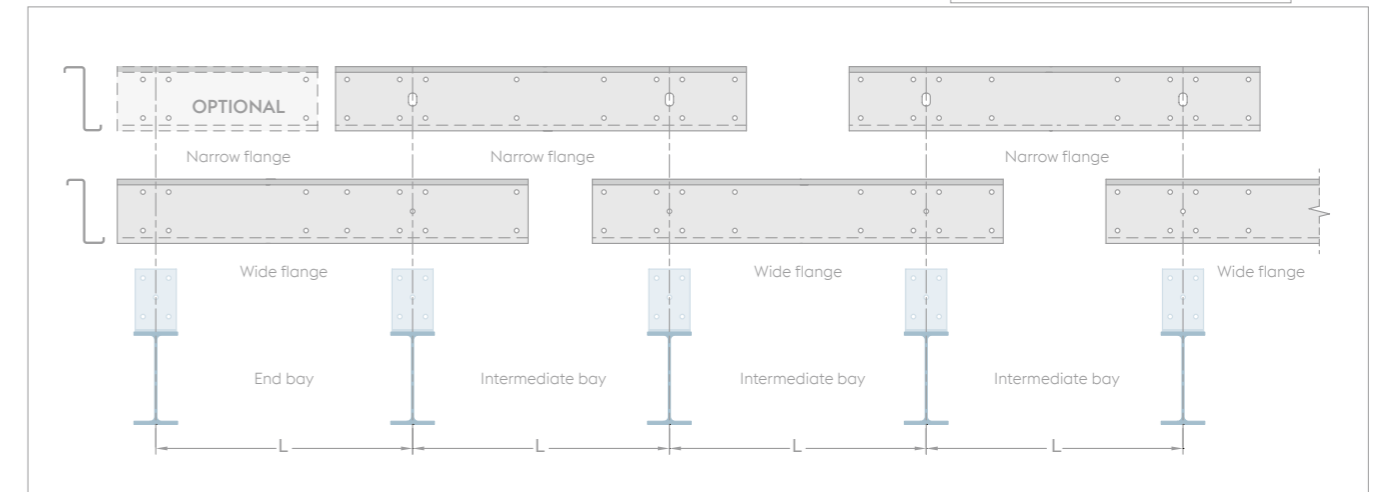 OPTIONAL
Narrow flange Narrow flange Narrow flange
Wide flange Wide flange Wide flange
End bay Intermediate bay Intermediate bay Intermediate bay
L L L L